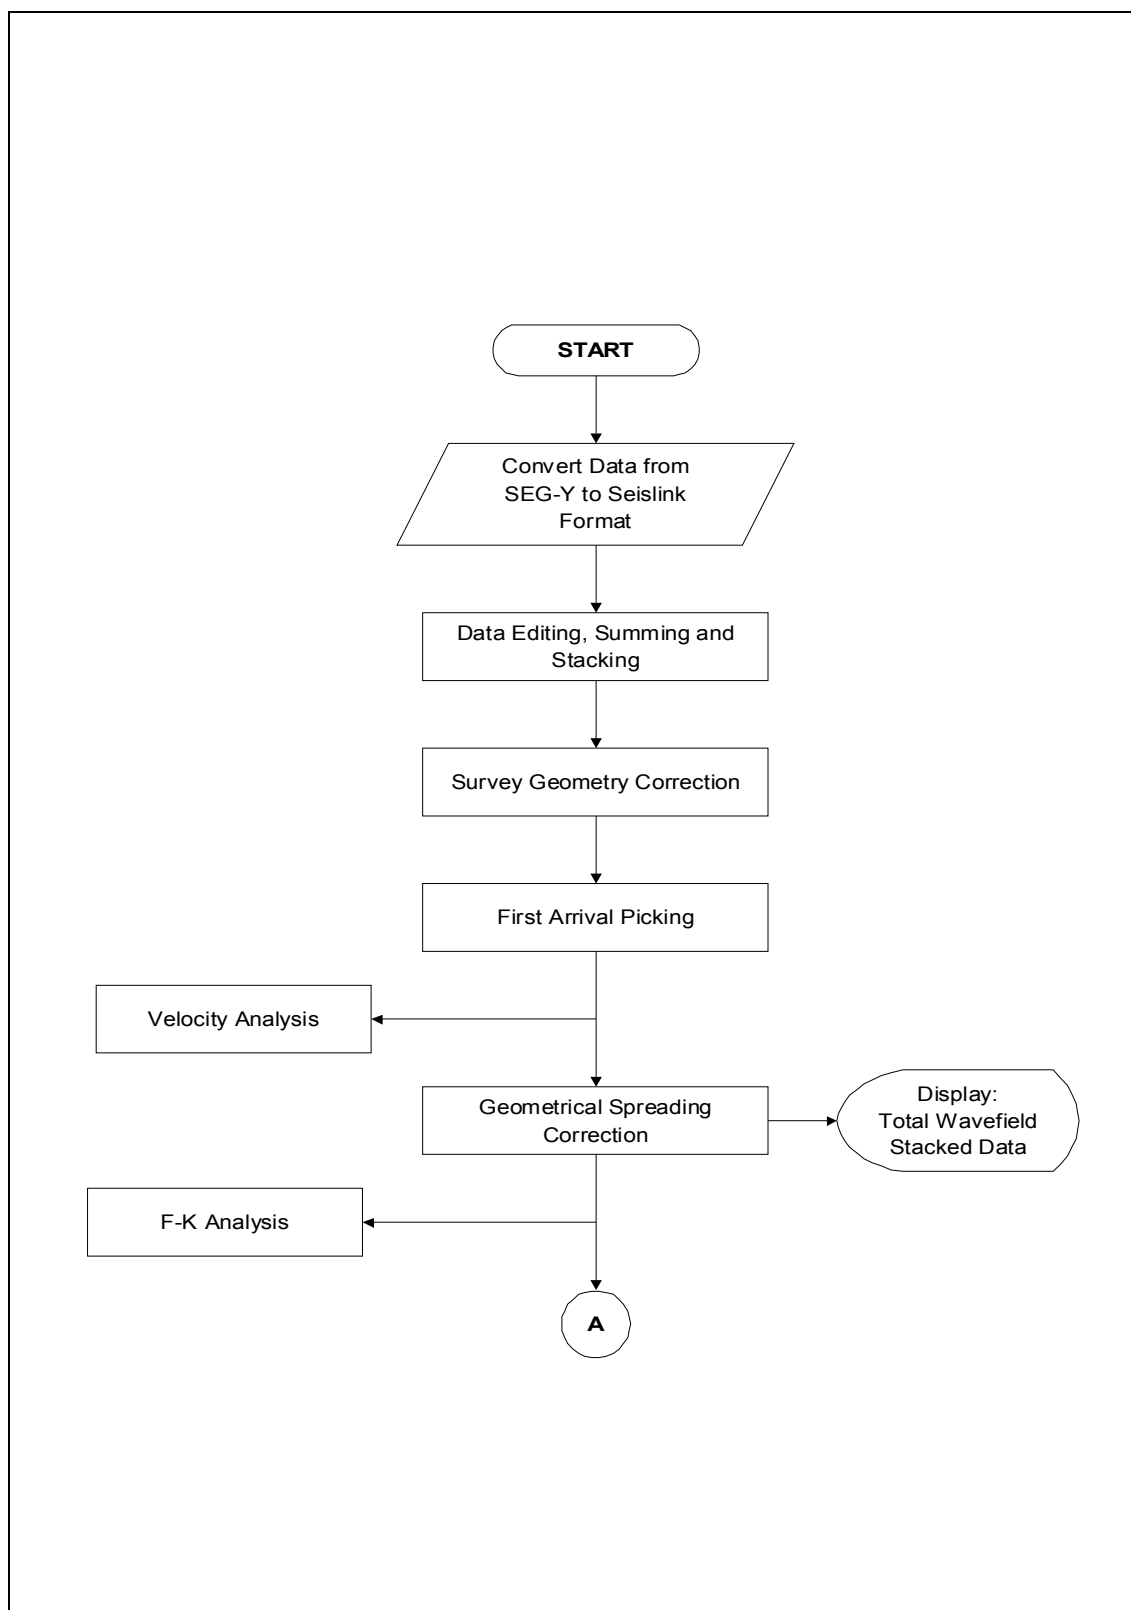 START
Convert Data from
SEG-Y to Seislink
Format
Data Editing, Summing and
Stacking
Survey Geometry Correction
First Arrival Picking
Velocity Analysis
Geometrical Spreading
Correction
Display:
Total Wavefield
Stacked Data
F-K Analysis
A